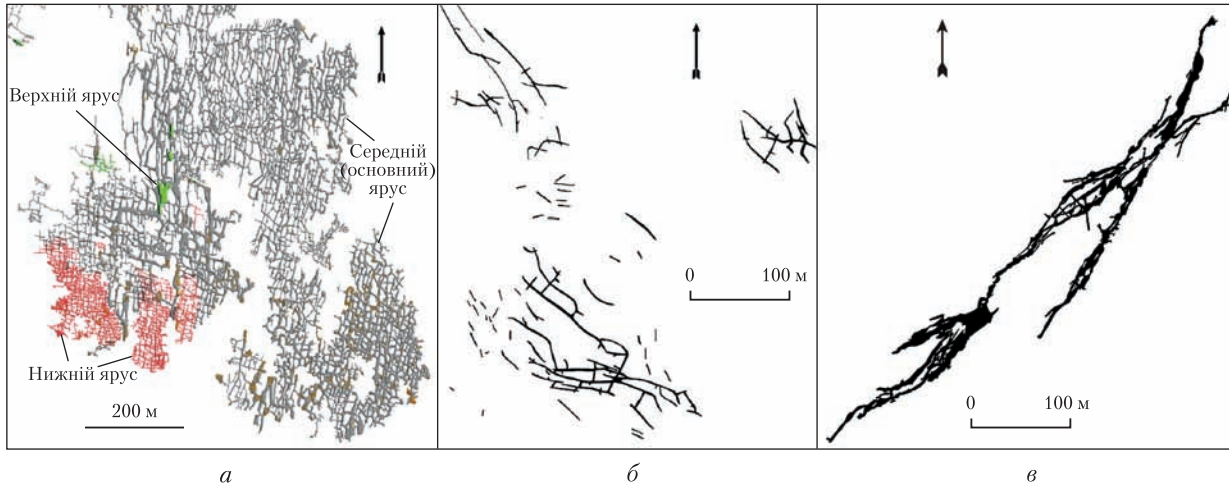 Верхній ярус
Середній
(основний)
ярус
Нижній ярус
200 м
0 100 м
0 100 м
а б в